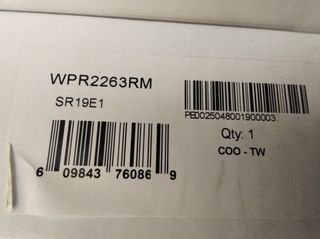 WPR2263RM
SR19E1
PE0025048001900003
Qty: 1
COO - TW
6 09843 76086 9